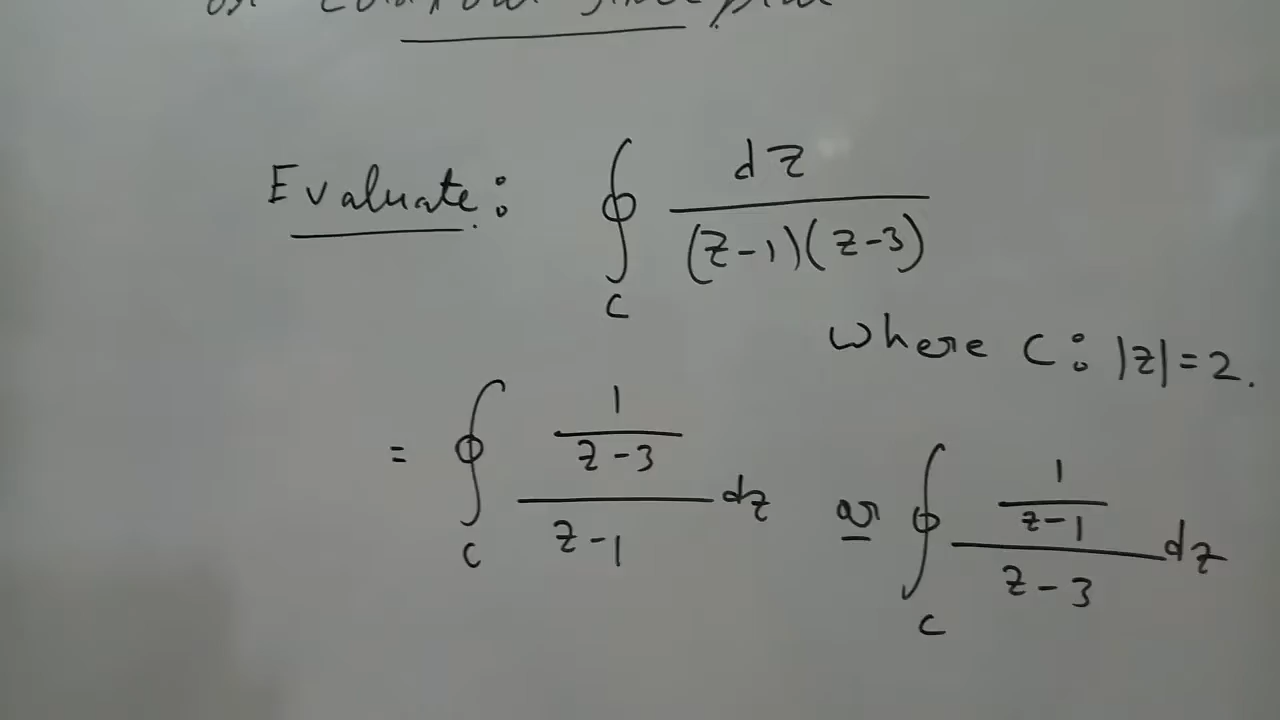 Evaluate: ∮_C dz / (z-1)(z-3)
where C: |z|=2.
= ∮_C (1/(z-3)) / (z-1) dz or ∮_C (1/(z-1)) / (z-3) dz